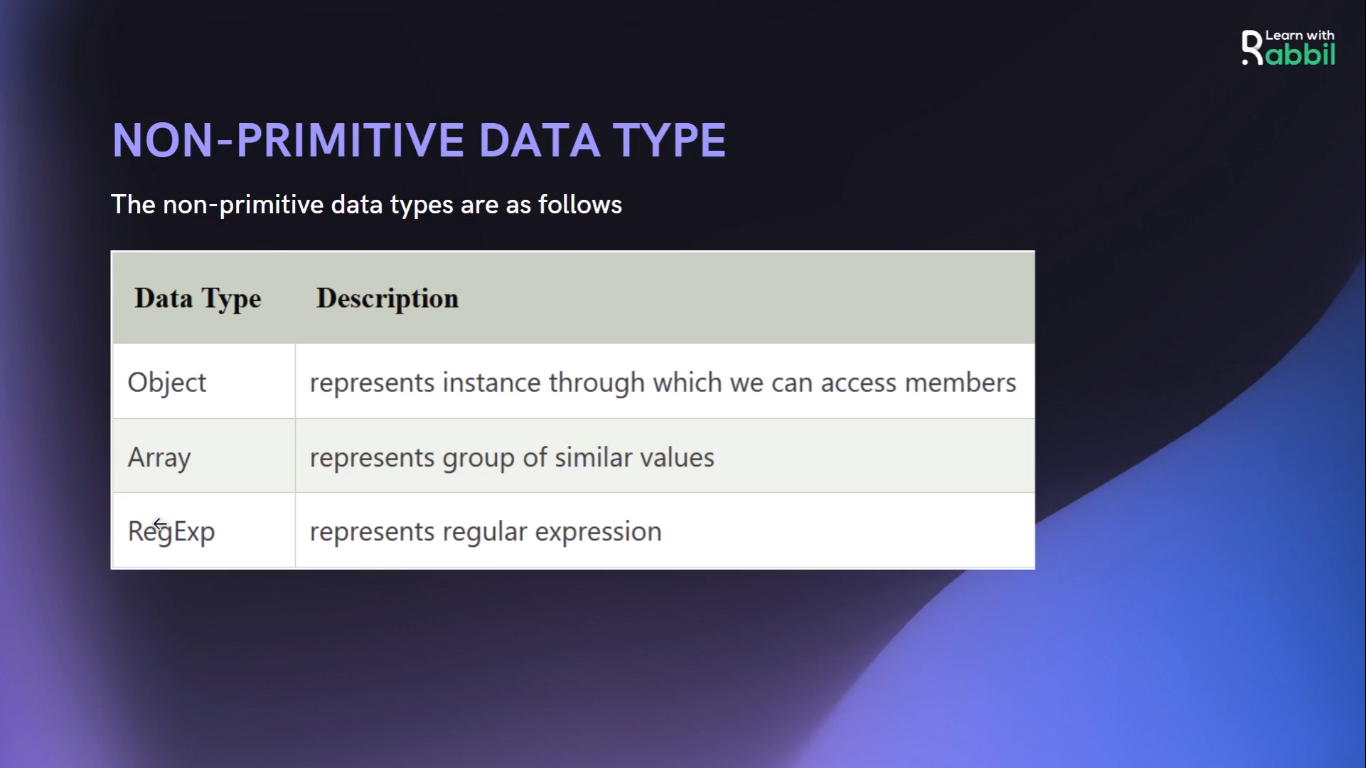 Learn with
Rabbil
NON-PRIMITIVE DATA TYPE
The non-primitive data types are as follows
Data Type Description
Object represents instance through which we can access members
Array represents group of similar values
RegExp represents regular expression